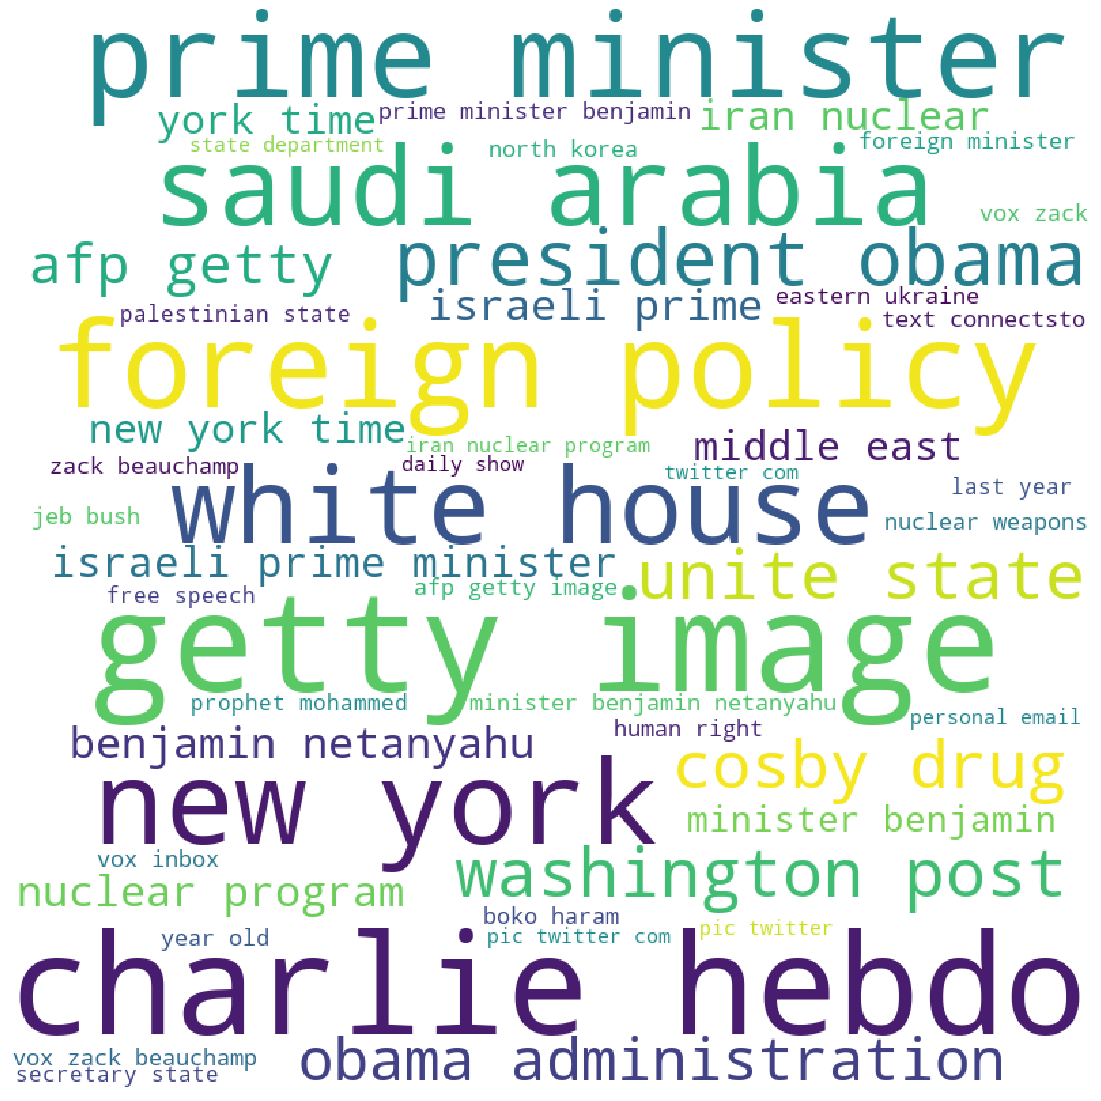 prime minister
york time
prime minister benjamin
iran nuclear
state department
north korea
foreign minister
saudi arabia
vox zack
afp getty
president obama
palestinian state
israeli prime
eastern ukraine
text connectsto
foreign policy
new york time
iran nuclear program
middle east
zack beauchamp
daily show
twitter com
white house
last year
jeb bush
nuclear weapons
israeli prime minister
unite state
free speech
afp getty image
getty image
prophet mohammed
minister benjamin netanyahu
personal email
benjamin netanyahu
human right
cosby drug
new york
minister benjamin
vox inbox
washington post
nuclear program
boko haram
pic twitter
year old
pic twitter com
charlie hebdo
vox zack beauchamp
obama administration
secretary state